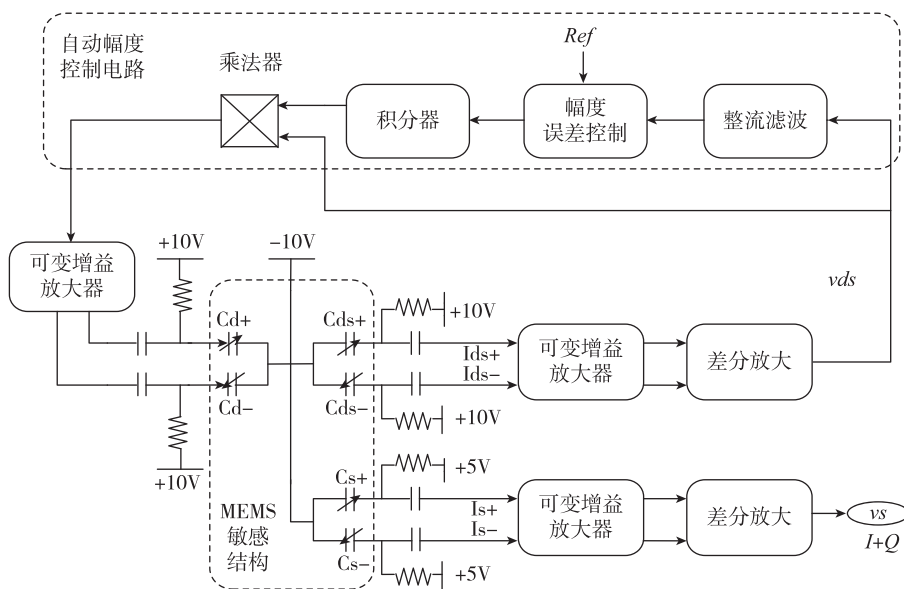 自动幅度
控制电路
乘法器
Ref
积分器
幅度
误差控制
整流滤波
+10V
-10V
可变增益
放大器
vds
Cd+
Cds+
+10V
Ids+
Ids-
可变增益
放大器
差分放大
Cd-
Cds-
+10V
+10V
Cs+
+5V
MEMS
敏感
结构
Is+
Is-
可变增益
放大器
差分放大
vs
I+Q
Cs-
+5V